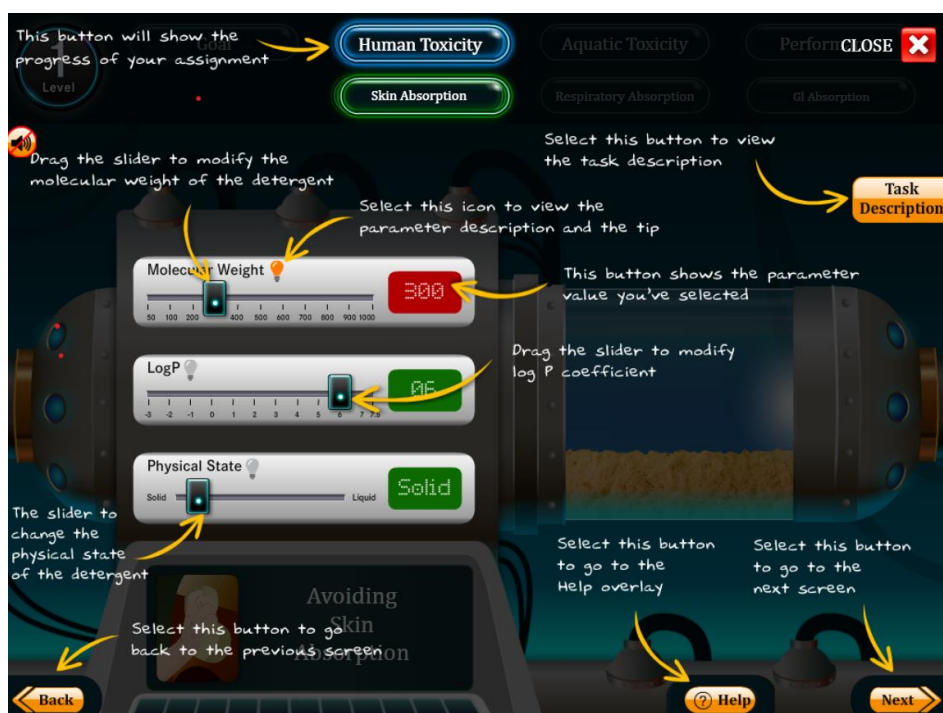 This button will show the
progress of your assignment
1
Level
Goal
Human Toxicity
Aquatic Toxicity
Perform
CLOSE
Skin Absorption
Respiratory Absorption
GI Absorption
Drag the slider to modify the
molecular weight of the detergent
Select this button to view
the task description
Task
Description
Select this icon to view the
parameter description and the tip
Molecular Weight
300
50 100 200 400 500 600 700 800 900 1000
This button shows the parameter
value you've selected
Drag the slider to modify
log P coefficient
LogP
06
-3 -2 -1 0 1 2 3 4 5 6 7 7.5
Physical State
Solid
Liquid
Solid
The slider to
change the
physical state
of the detergent
Select this button
to go to the
Help overlay
Select this button
to go to the
next screen
Avoiding
Skin
Absorption
Select this button to go
back to the previous screen
Back
? Help
Next